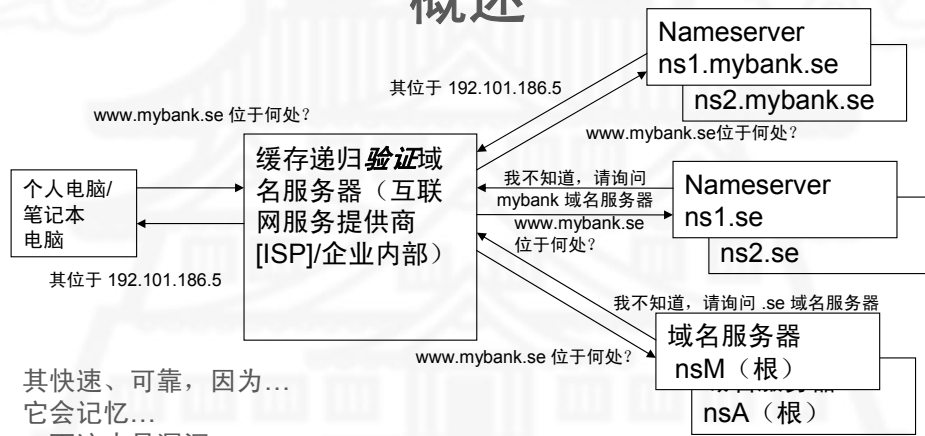 概述
Nameserver
ns1.mybank.se
ns2.mybank.se
其位于 192.101.186.5
www.mybank.se 位于何处?
www.mybank.se位于何处?
个人电脑/
笔记本
电脑
缓存递归验证域
名服务器（互联
网服务提供商
[ISP]/企业内部）
我不知道，请询问
mybank 域名服务器
www.mybank.se
位于何处?
Nameserver
ns1.se
ns2.se
其位于 192.101.186.5
我不知道，请询问 .se 域名服务器
www.mybank.se 位于何处?
域名服务器
nsM（根）
nsA（根）
其快速、可靠，因为…
它会记忆…